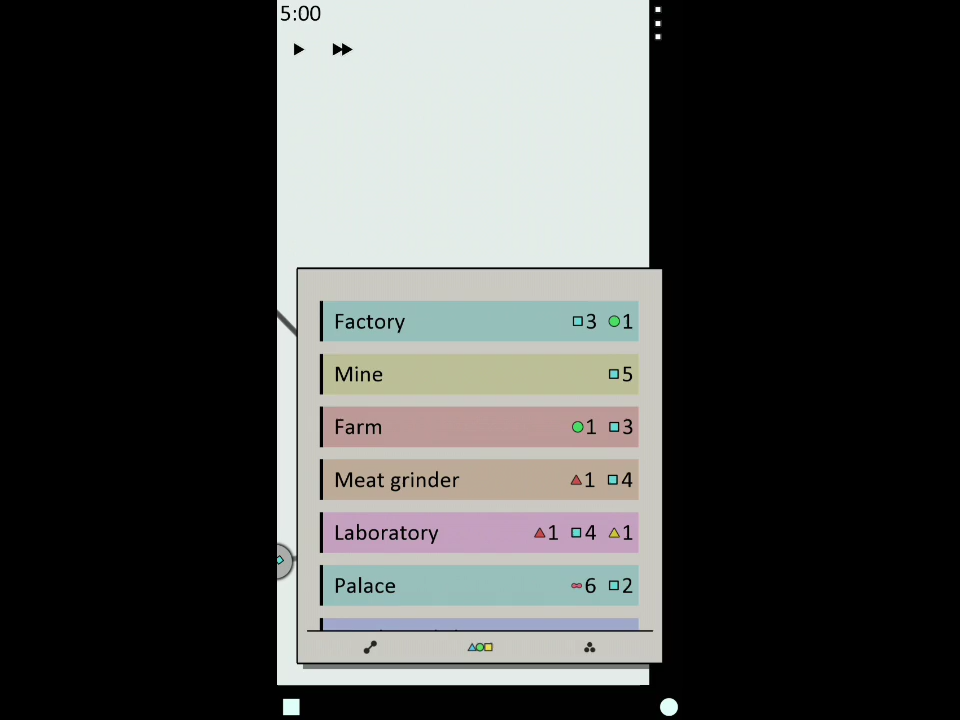 5:00
Factory 3 1
Mine 5
Farm 1 3
Meat grinder 1 4
Laboratory 1 4 1
Palace 6 2